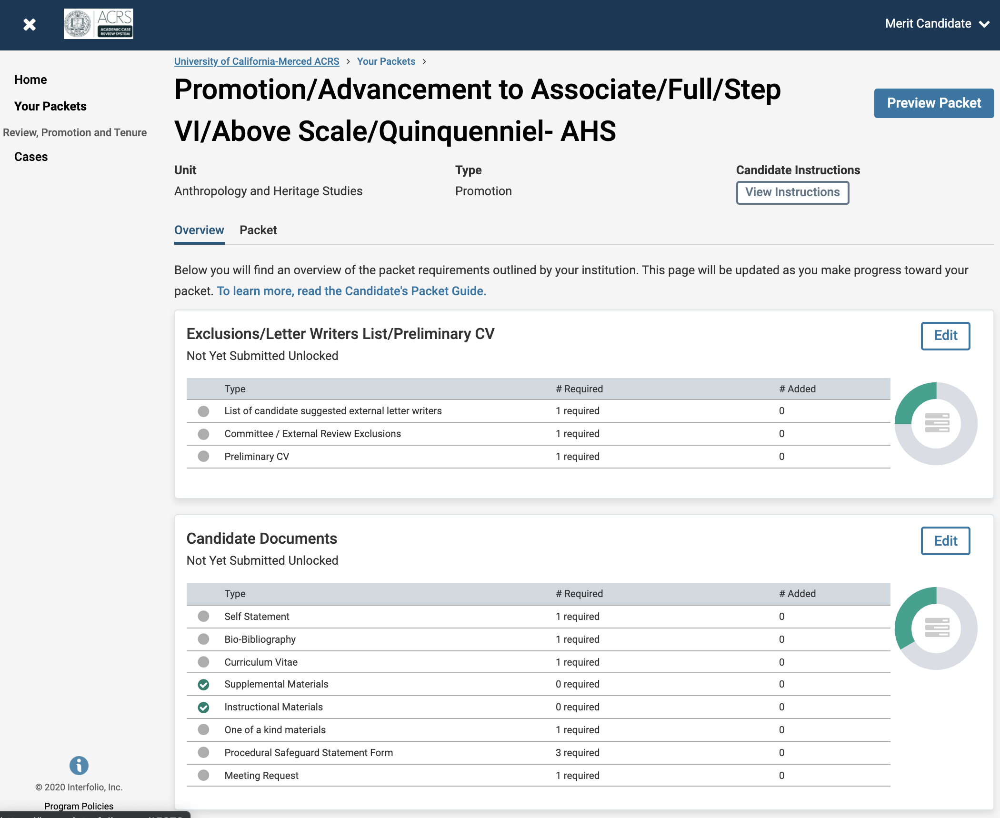 ACRS
ACADEMIC CASE
REVIEW SYSTEM
Merit Candidate
Home
Your Packets
Review, Promotion and Tenure
Cases
University of California-Merced ACRS > Your Packets >
Promotion/Advancement to Associate/Full/Step
VI/Above Scale/Quinquenniel- AHS
Preview Packet
Unit
Anthropology and Heritage Studies
Type
Promotion
Candidate Instructions
View Instructions
Overview Packet
Below you will find an overview of the packet requirements outlined by your institution. This page will be updated as you make progress toward your
packet. To learn more, read the Candidate's Packet Guide.
Exclusions/Letter Writers List/Preliminary CV
Edit
Not Yet Submitted Unlocked
Type # Required # Added
List of candidate suggested external letter writers 1 required 0
Committee / External Review Exclusions 1 required 0
Preliminary CV 1 required 0
Candidate Documents
Edit
Not Yet Submitted Unlocked
Type # Required # Added
Self Statement 1 required 0
Bio-Bibliography 1 required 0
Curriculum Vitae 1 required 0
Supplemental Materials 0 required 0
Instructional Materials 0 required 0
One of a kind materials 1 required 0
Procedural Safeguard Statement Form 3 required 0
Meeting Request 1 required 0
© 2020 Interfolio, Inc.
Program Policies